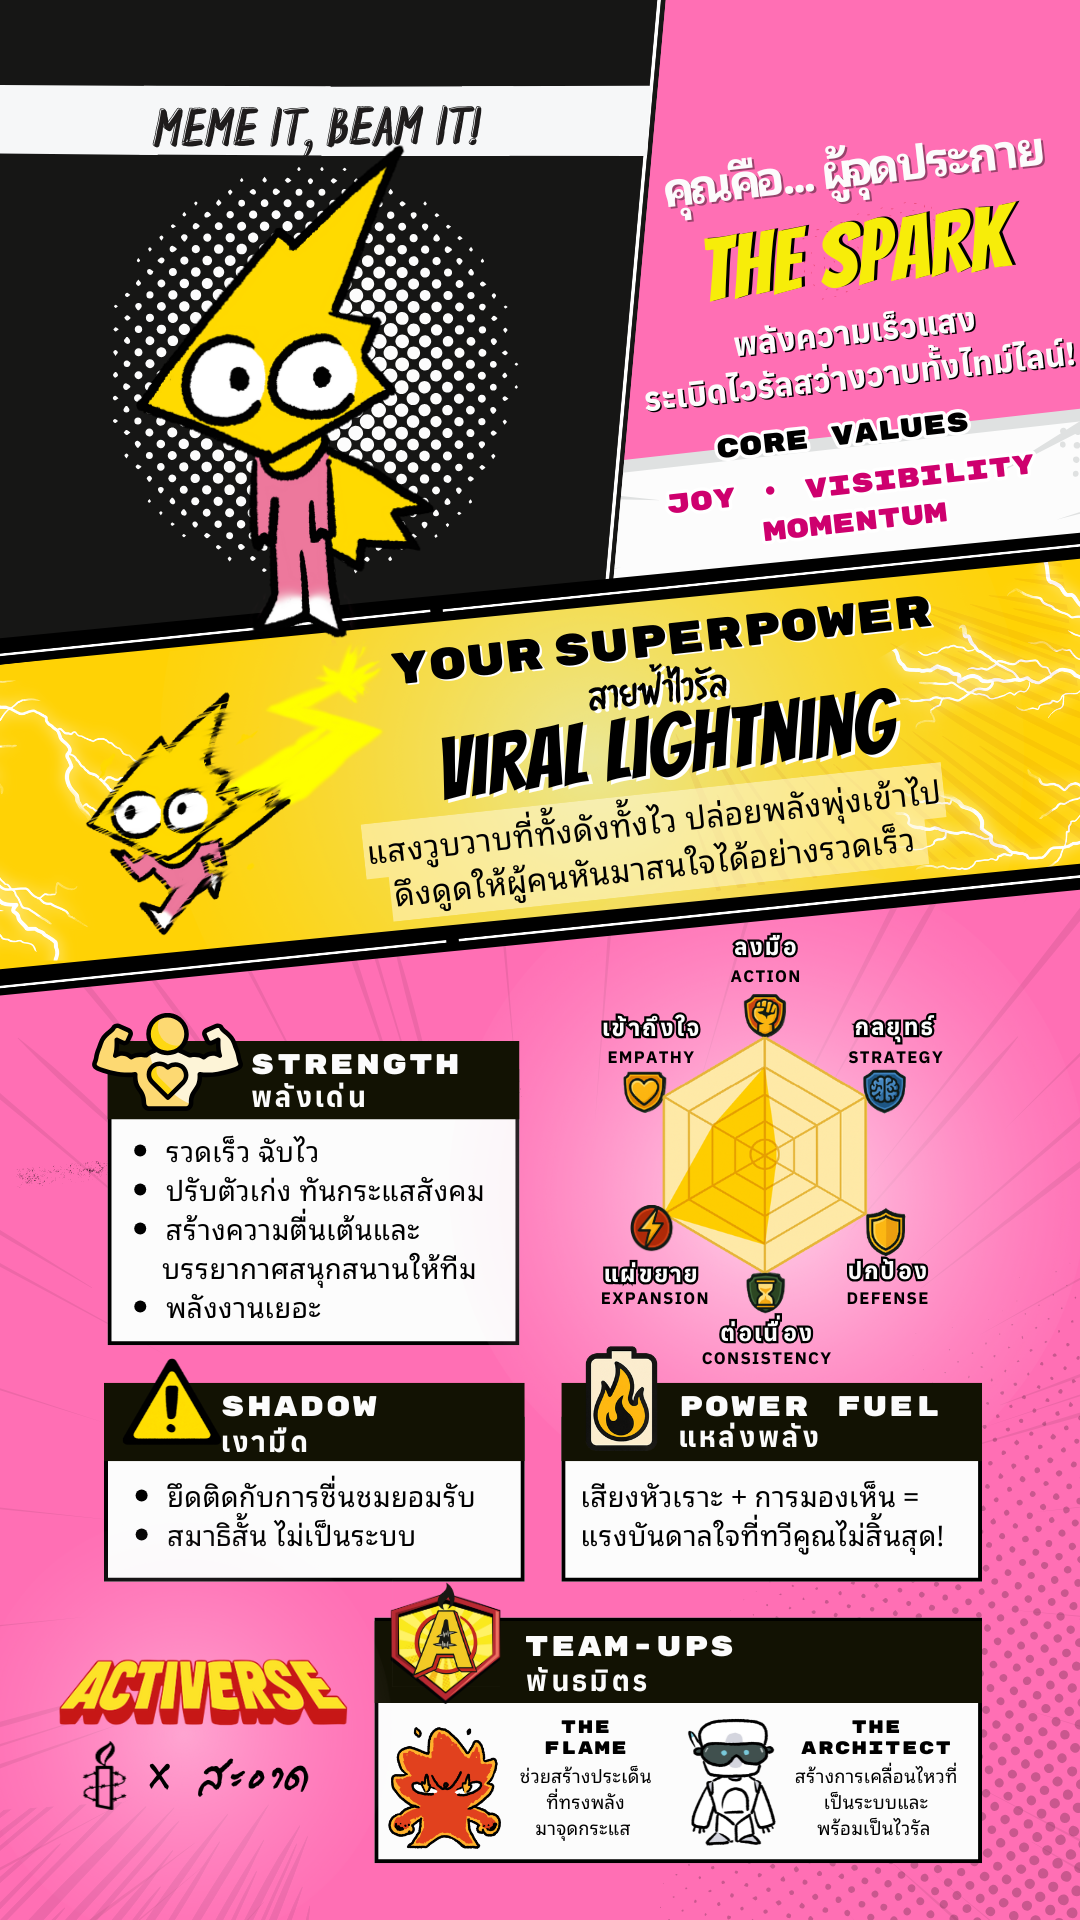 MEME IT, BEAM IT!
คุณคือ... ผู้จุดประกาย
THE SPARK
พลังความเร็วแสง
ระเบิดไวรัลสว่างวาบทั้งไทม์ไลน์!
CORE VALUES
JOY • VISIBILITY
MOMENTUM
YOUR SUPERPOWER
สายฟ้าไวรัล
VIRAL LIGHTNING
แสงวูบวาบที่ทั้งดังทั้งไว ปล่อยพลังพุ่งเข้าไป
ดึงดูดให้ผู้คนหันมาสนใจได้อย่างรวดเร็ว
ลงมือ
ACTION
เข้าถึงใจ
EMPATHY
กลยุทธ์
STRATEGY
แผ่ขยาย
EXPANSION
ปกป้อง
DEFENSE
ต่อเนื่อง
CONSISTENCY
STRENGTH
พลังเด่น
• รวดเร็ว ฉับไว
• ปรับตัวเก่ง ทันกระแสสังคม
• สร้างความตื่นเต้นและ
บรรยากาศสนุกสนานให้ทีม
• พลังงานเยอะ
SHADOW
เงามืด
• ยึดติดกับการชื่นชมยอมรับ
• สมาธิสั้น ไม่เป็นระบบ
POWER FUEL
แหล่งพลัง
เสียงหัวเราะ + การมองเห็น =
แรงบันดาลใจที่ทวีคูณไม่สิ้นสุด!
TEAM-UPS
พันธมิตร
THE
FLAME
ช่วยสร้างประเด็น
ที่ทรงพลัง
มาจุดกระแส
THE
ARCHITECT
สร้างการเคลื่อนไหวที่
เป็นระบบและ
พร้อมเป็นไวรัล
ACTIVERSE
X สะอาด